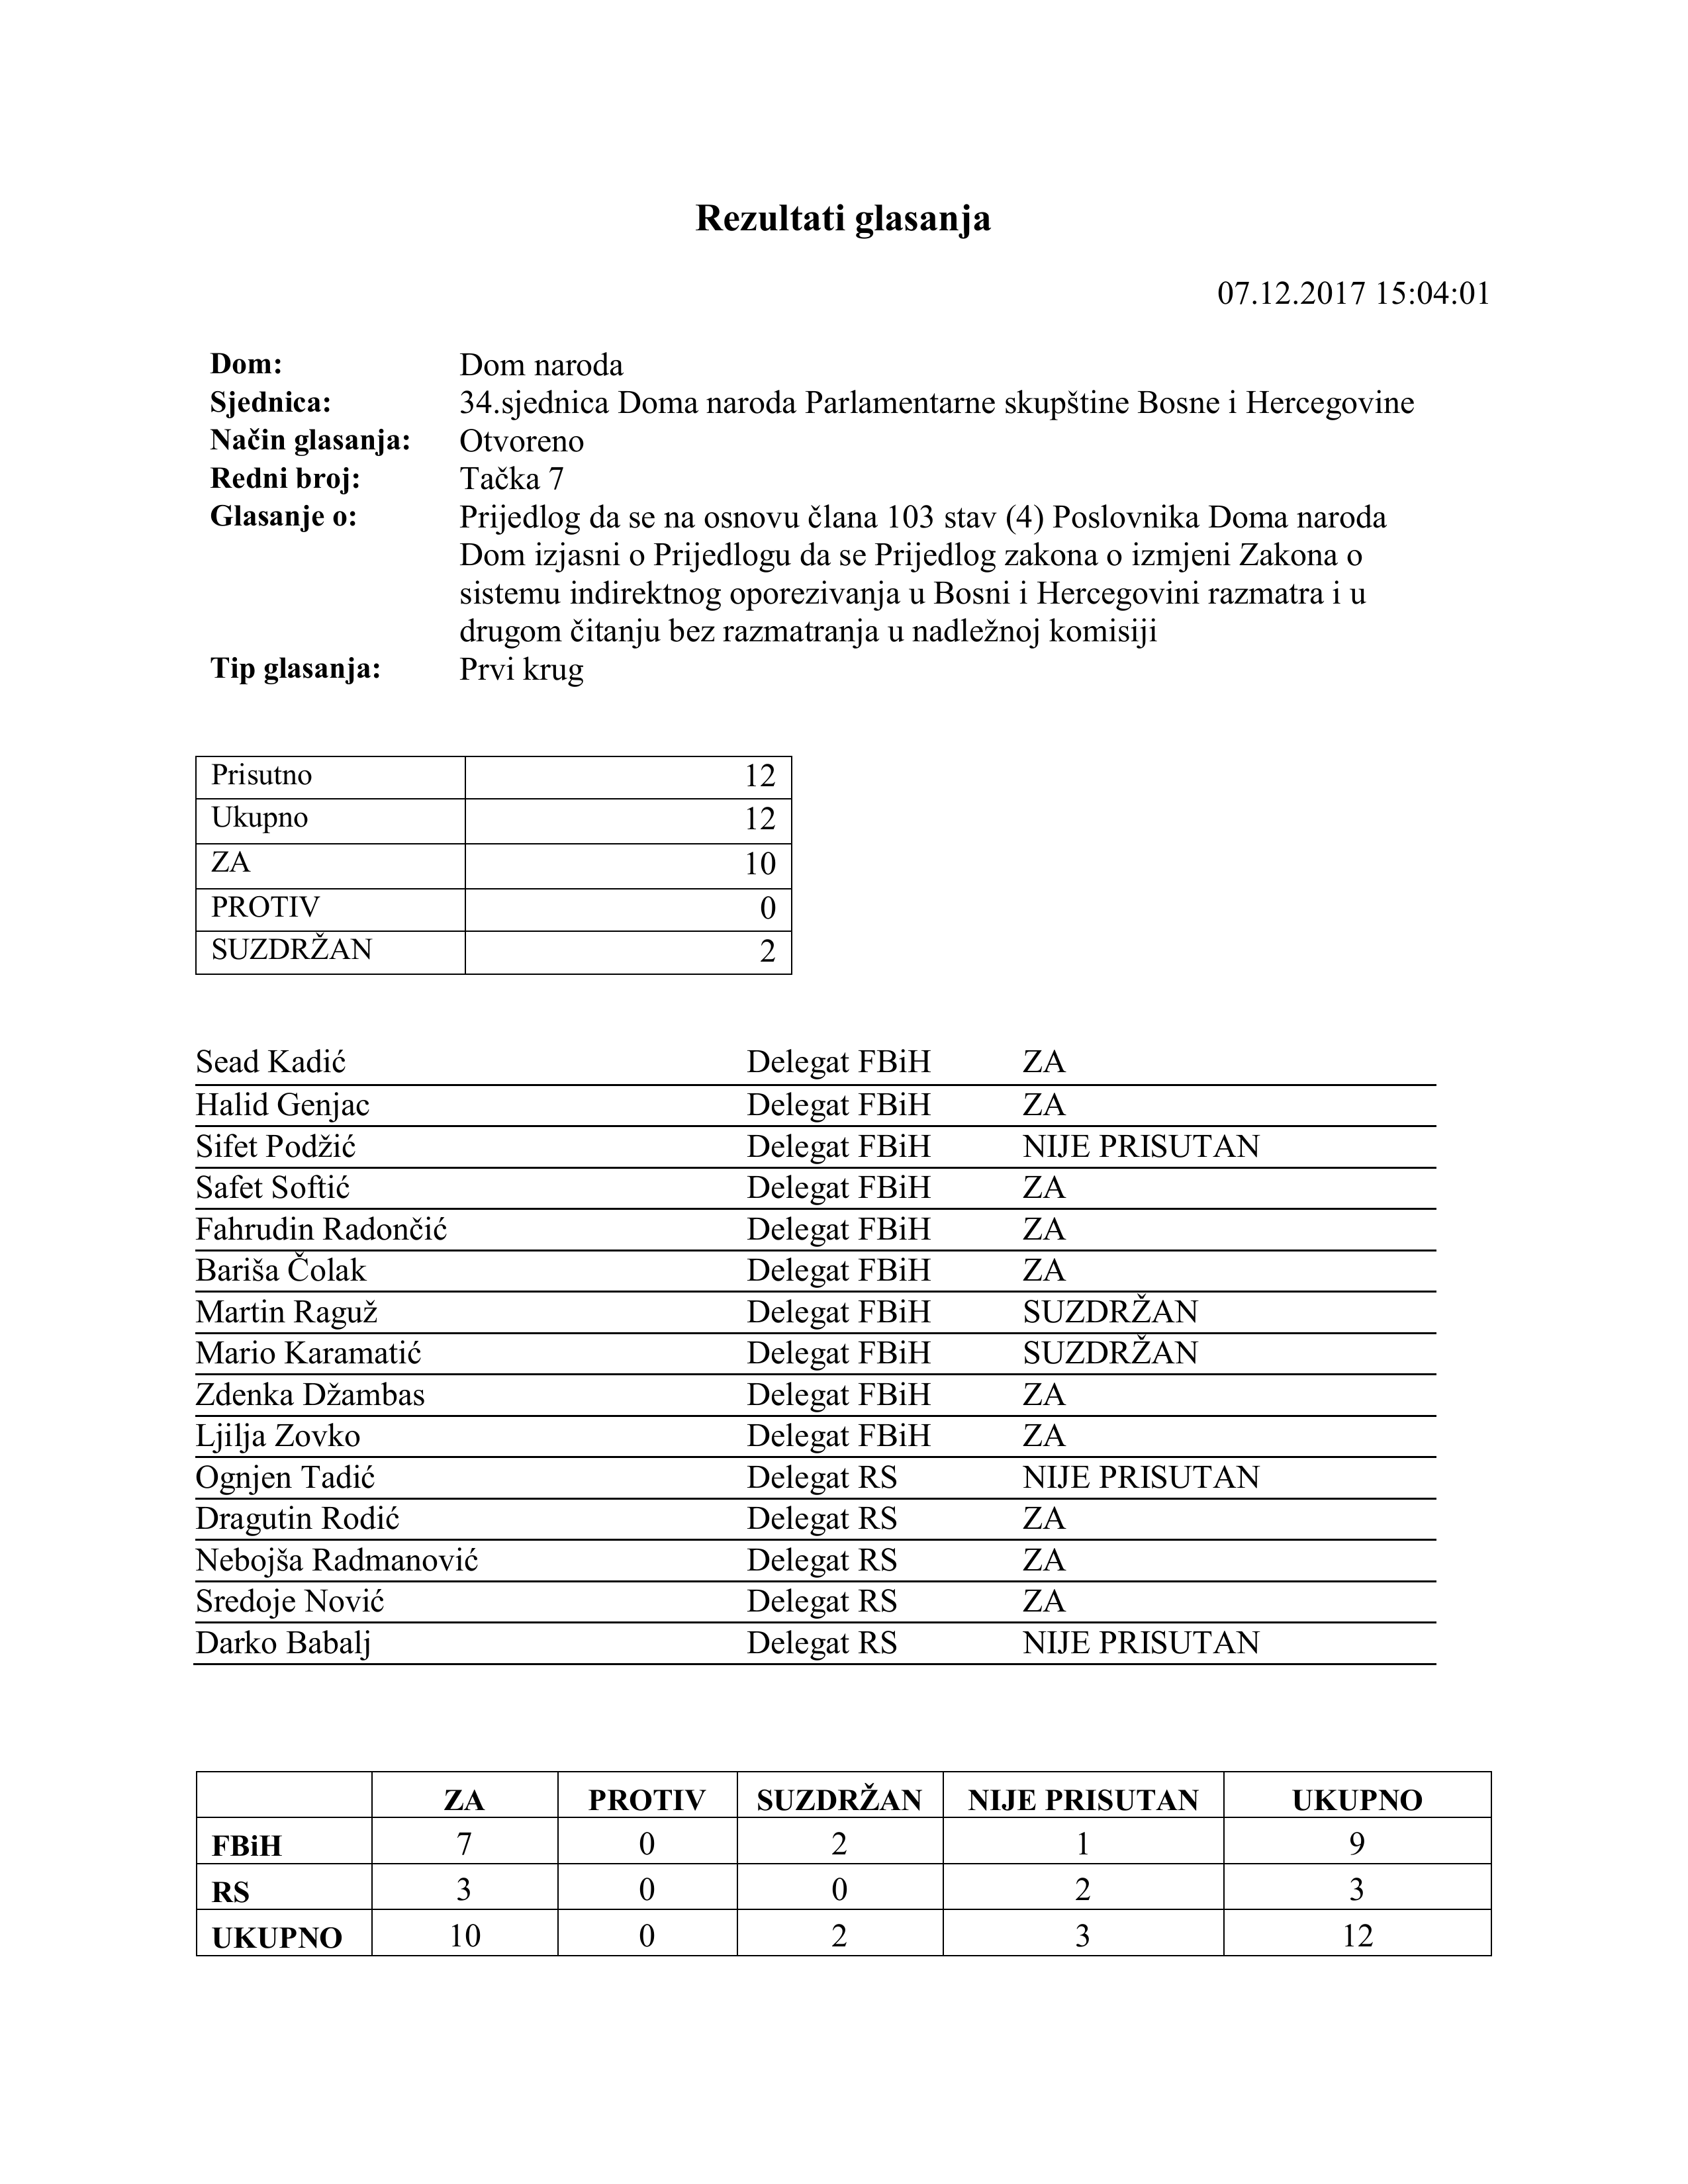 Rezultati glasanja
07.12.2017 15:04:01
Dom: Dom naroda
Sjednica: 34.sjednica Doma naroda Parlamentarne skupštine Bosne i Hercegovine
Način glasanja: Otvoreno
Redni broj: Tačka 7
Glasanje o: Prijedlog da se na osnovu člana 103 stav (4) Poslovnika Doma naroda
Dom izjasni o Prijedlogu da se Prijedlog zakona o izmjeni Zakona o
sistemu indirektnog oporezivanja u Bosni i Hercegovini razmatra i u
drugom čitanju bez razmatranja u nadležnoj komisiji
Tip glasanja: Prvi krug
Prisutno 12
Ukupno 12
ZA 10
PROTIV 0
SUZDRŽAN 2
Sead Kadić Delegat FBiH ZA
Halid Genjac Delegat FBiH ZA
Sifet Podžić Delegat FBiH NIJE PRISUTAN
Safet Softić Delegat FBiH ZA
Fahrudin Radončić Delegat FBiH ZA
Bariša Čolak Delegat FBiH ZA
Martin Raguž Delegat FBiH SUZDRŽAN
Mario Karamatić Delegat FBiH SUZDRŽAN
Zdenka Džambas Delegat FBiH ZA
Ljilja Zovko Delegat FBiH ZA
Ognjen Tadić Delegat RS NIJE PRISUTAN
Dragutin Rodić Delegat RS ZA
Nebojša Radmanović Delegat RS ZA
Sredoje Nović Delegat RS ZA
Darko Babalj Delegat RS NIJE PRISUTAN
ZA PROTIV SUZDRŽAN NIJE PRISUTAN UKUPNO
FBiH 7 0 2 1 9
RS 3 0 0 2 3
UKUPNO 10 0 2 3 12